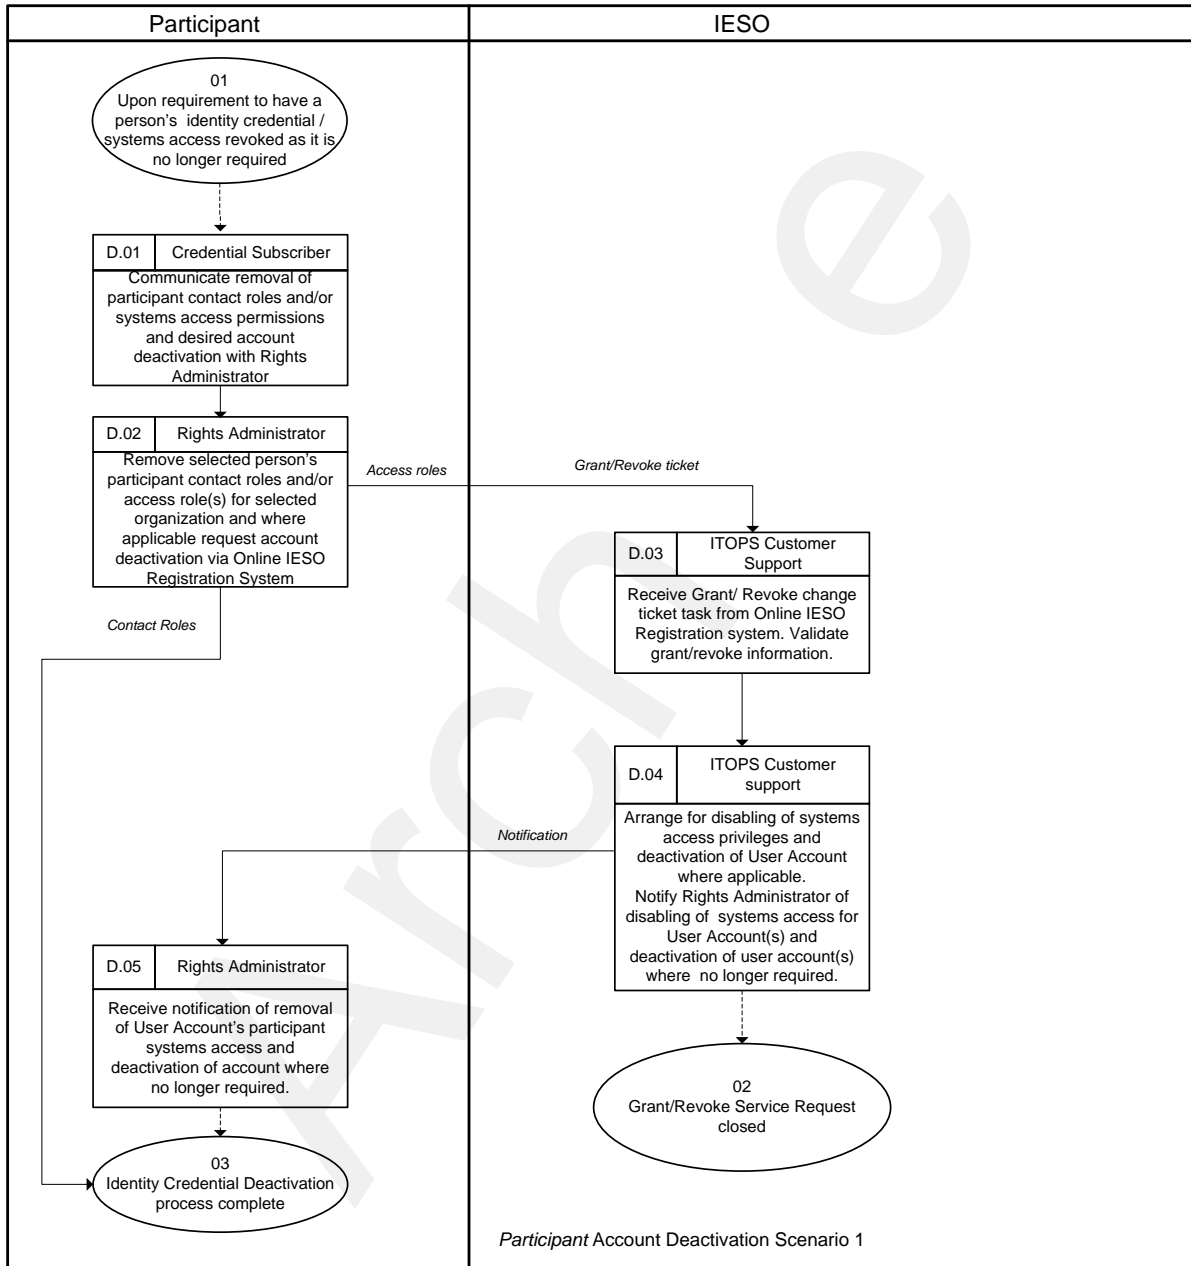 Participant
IESO
01
Upon requirement to have a
person's identity credential /
systems access revoked as it is
no longer required
D.01
Credential Subscriber
Communicate removal of
participant contact roles and/or
systems access permissions
and desired account
deactivation with Rights
Administrator
D.02
Rights Administrator
Remove selected person's
participant contact roles and/or
access role(s) for selected
organization and where
applicable request account
deactivation via Online IESO
Registration System
Access roles
Grant/Revoke ticket
Contact Roles
D.03
ITOPS Customer
Support
Receive Grant/ Revoke change
ticket task from Online IESO
Registration system. Validate
grant/revoke information.
D.04
ITOPS Customer
support
Arrange for disabling of systems
access privileges and
deactivation of User Account
where applicable.
Notify Rights Administrator of
disabling of systems access for
User Account(s) and
deactivation of user account(s)
where no longer required.
Notification
D.05
Rights Administrator
Receive notification of removal
of User Account's participant
systems access and
deactivation of account where
no longer required.
02
Grant/Revoke Service Request
closed
03
Identity Credential Deactivation
process complete
Participant Account Deactivation Scenario 1
Arch e